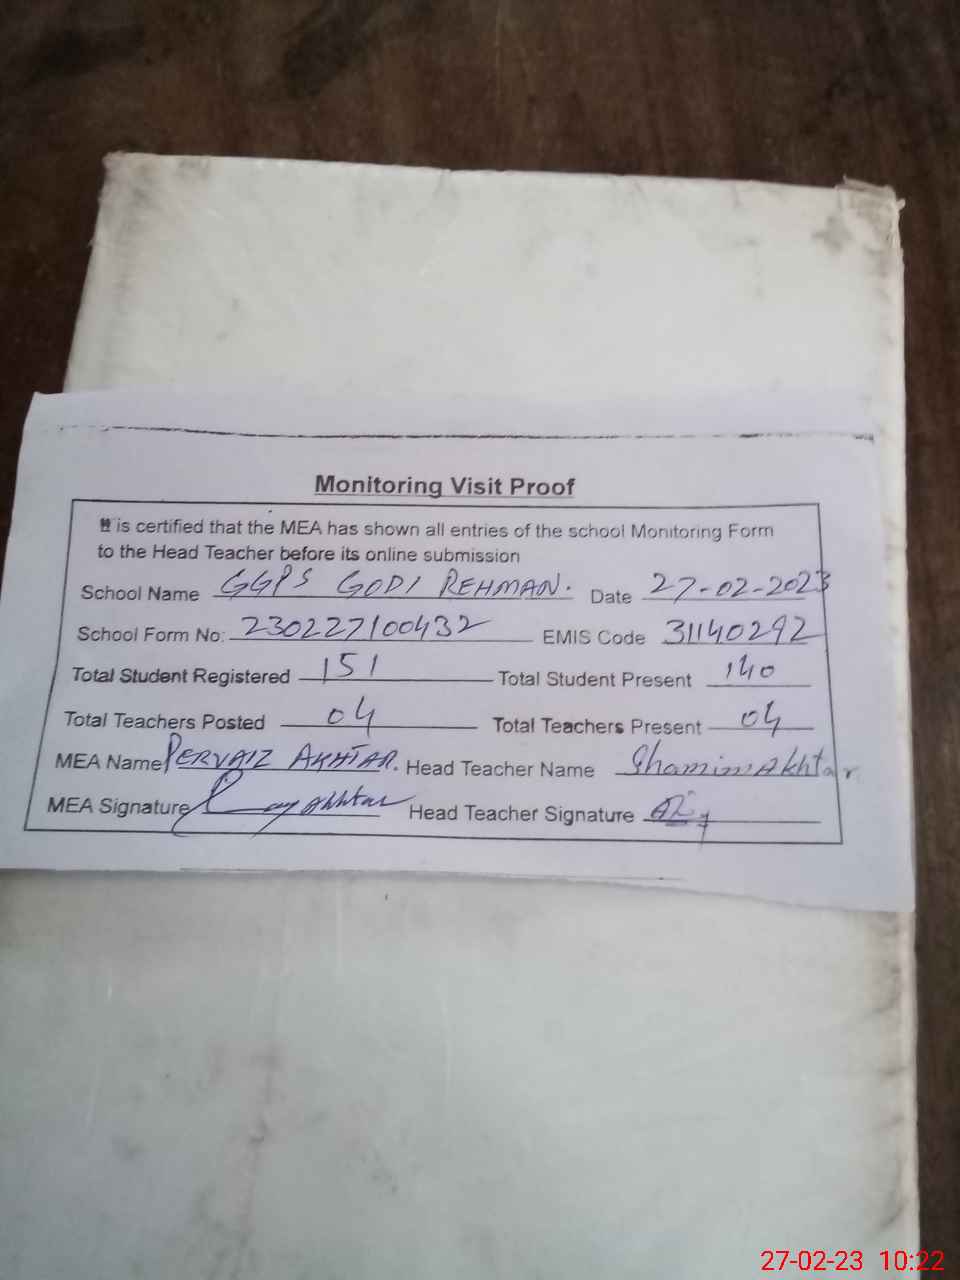 Monitoring Visit Proof
It is certified that the MEA has shown all entries of the school Monitoring Form
to the Head Teacher before its online submission
School Name GGPS GODI REHMAN. Date 27-02-2023
School Form No: 230227100432 EMIS Code 31140292
Total Student Registered 151 Total Student Present 140
Total Teachers Posted 04 Total Teachers Present 04
MEA Name PERVAIZ AKHTAR. Head Teacher Name Shamim Akhtar
MEA Signature Head Teacher Signature
27-02-23 10:22